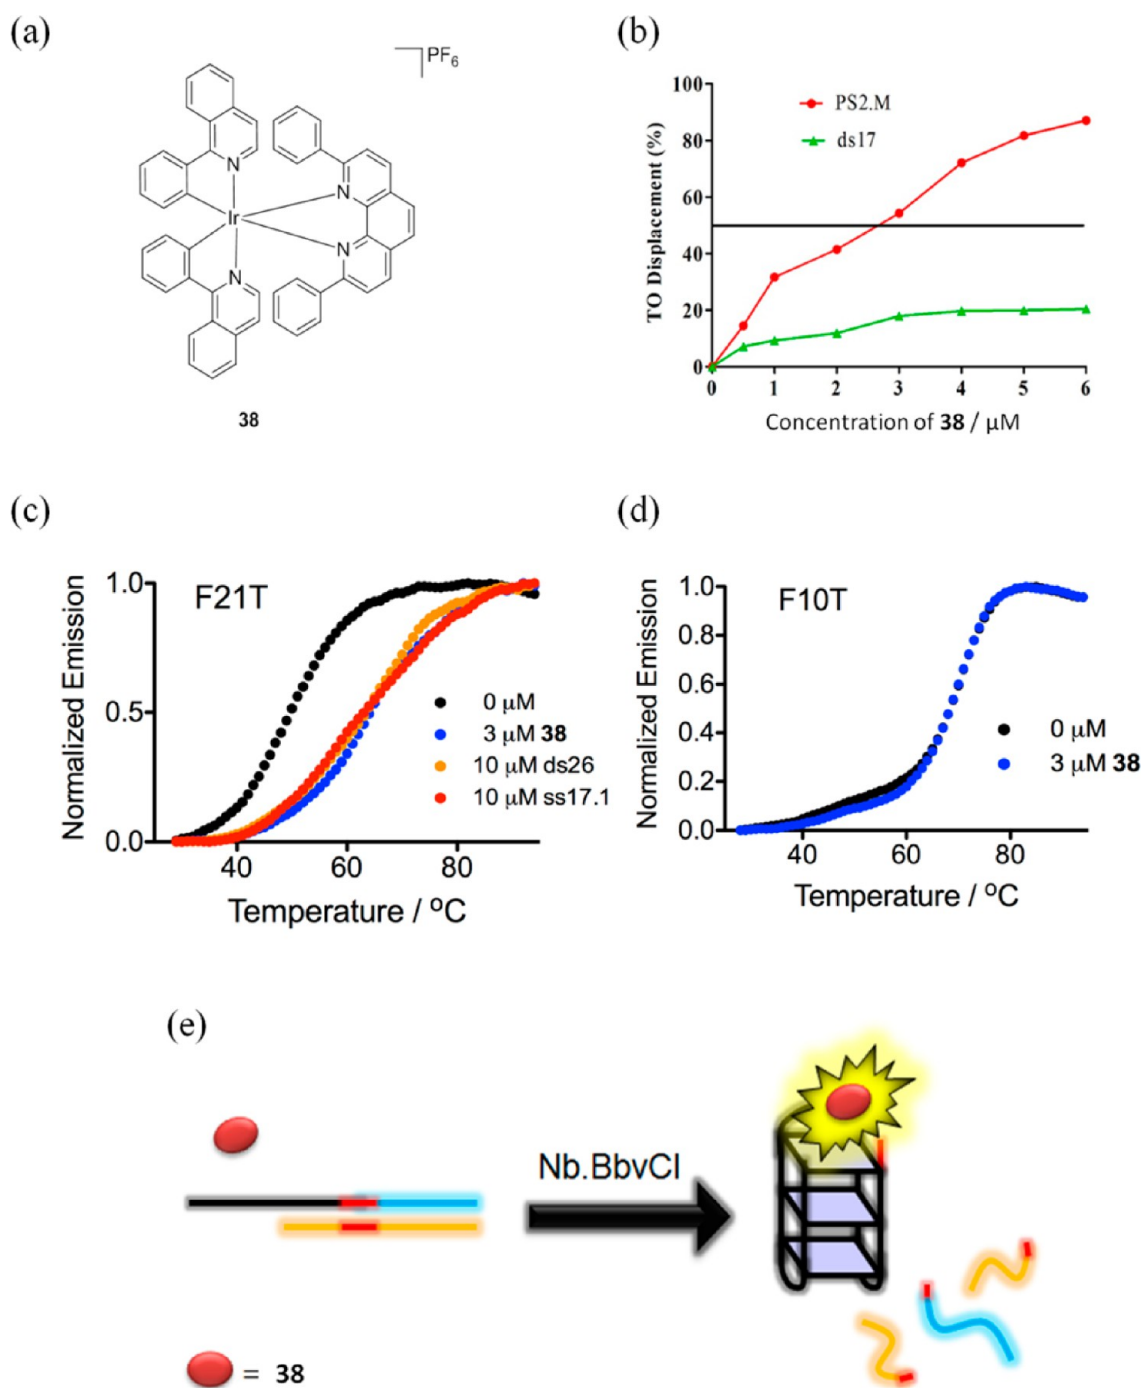 (a)
PF6
N
N
Ir
N
N
38
(b)
100
80
60
40
20
0
TO Displacement (%)
PS2.M
ds17
0 1 2 3 4 5 6
Concentration of 38 / μM
(c)
F21T
1.0
0.5
0.0
Normalized Emission
0 μM
3 μM 38
10 μM ds26
10 μM ss17.1
40 60 80
Temperature / °C
(d)
F10T
1.0
0.8
0.6
0.4
0.2
0.0
Normalized Emission
0 μM
3 μM 38
40 60 80
Temperature / °C
(e)
Nb.BbvCI
= 38